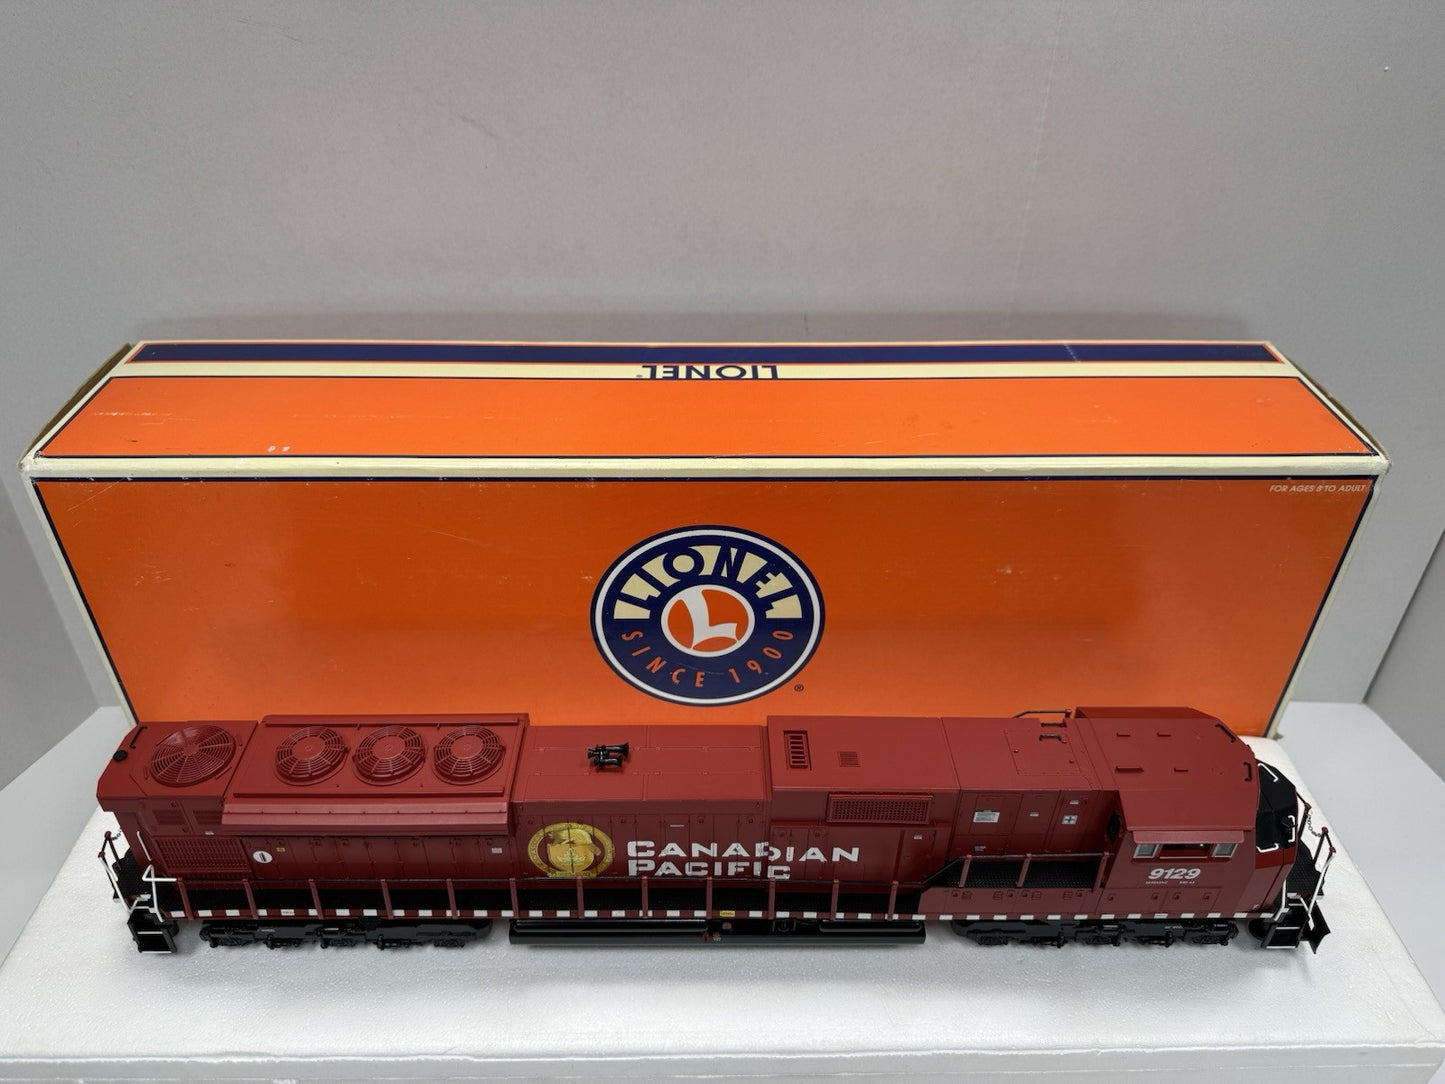 LIONEL
FOR AGES 8 TO ADULT
LIONEL
L
SINCE 1900
®
CANADIAN
PACIFIC
9129